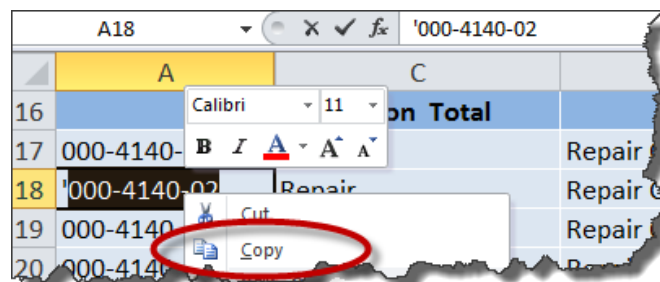 A18 fx '000-4140-02
A C
16 on Total
17 000-4140- Repair
18 '000-4140-02 Repair Repair
19 000-4140 Repair
20 000-414
Calibri 11
B I A A A
Cut
Copy